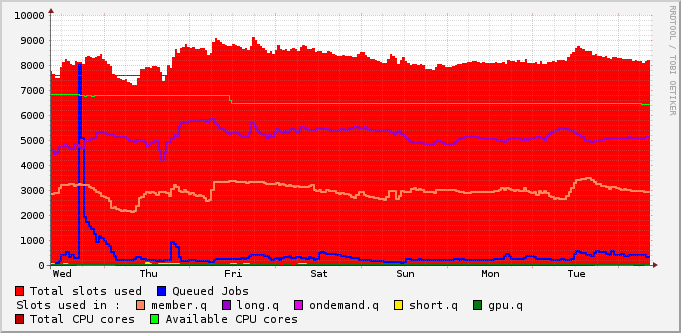 RRDTOOL / TOBI OETIKER
10000
9000
8000
7000
6000
5000
4000
3000
2000
1000
0
Wed Thu Fri Sat Sun Mon Tue
Total slots used Queued Jobs
Slots used in : member.q long.q ondemand.q short.q gpu.q
Total CPU cores Available CPU cores